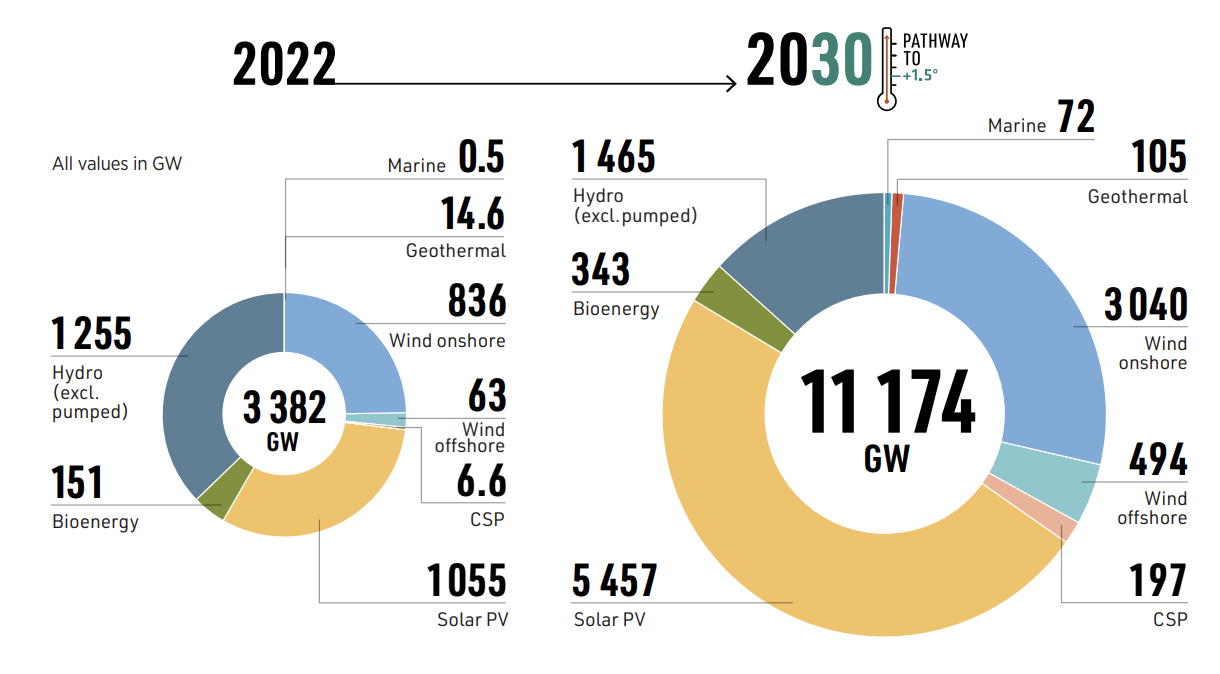 2022
2030
PATHWAY
TO
+1.5°
All values in GW
Marine 0.5
14.6
Geothermal
836
Wind onshore
63
Wind
offshore
6.6
CSP
1055
Solar PV
151
Bioenergy
1 255
Hydro
(excl.
pumped)
3 382
GW
Marine 72
105
Geothermal
3 040
Wind
onshore
494
Wind
offshore
197
CSP
5 457
Solar PV
343
Bioenergy
1 465
Hydro
(excl. pumped)
11 174
GW